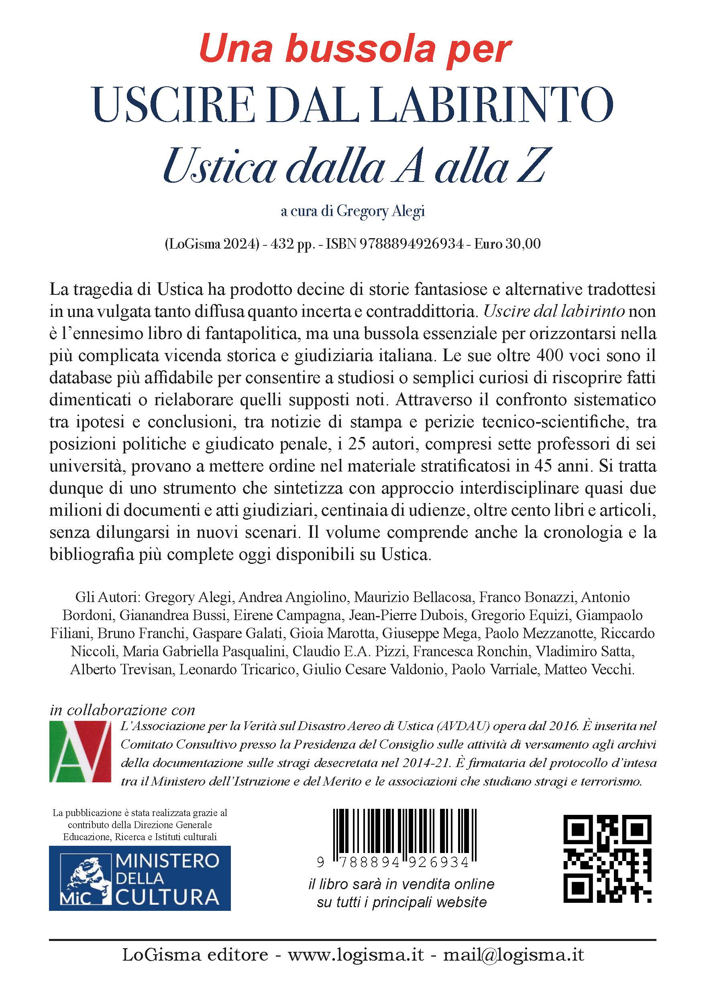 Una bussola per
USCIRE DAL LABIRINTO
Ustica dalla A alla Z
a cura di Gregory Alegi
(LoGisma 2024) - 432 pp. - ISBN 9788894926934 - Euro 30,00
La tragedia di Ustica ha prodotto decine di storie fantasiose e alternative tradottesi
in una vulgata tanto diffusa quanto incerta e contraddittoria. Uscire dal labirinto non
è l’ennesimo libro di fantapolitica, ma una bussola essenziale per orizzontarsi nella
più complicata vicenda storica e giudiziaria italiana. Le sue oltre 400 voci sono il
database più affidabile per consentire a studiosi o semplici curiosi di riscoprire fatti
dimenticati o rielaborare quelli supposti noti. Attraverso il confronto sistematico
tra ipotesi e conclusioni, tra notizie di stampa e perizie tecnico-scientifiche, tra
posizioni politiche e giudicato penale, i 25 autori, compresi sette professori di sei
università, provano a mettere ordine nel materiale stratificatosi in 45 anni. Si tratta
dunque di uno strumento che sintetizza con approccio interdisciplinare quasi due
milioni di documenti e atti giudiziari, centinaia di udienze, oltre cento libri e articoli,
senza dilungarsi in nuovi scenari. Il volume comprende anche la cronologia e la
bibliografia più complete oggi disponibili su Ustica.
Gli Autori: Gregory Alegi, Andrea Angiolino, Maurizio Bellacosa, Franco Bonazzi, Antonio
Bordoni, Gianandrea Bussi, Eirene Campagna, Jean-Pierre Dubois, Gregorio Equizi, Giampaolo
Filiani, Bruno Franchi, Gaspare Galati, Gioia Marotta, Giuseppe Mega, Paolo Mezzanotte, Riccardo
Niccoli, Maria Gabriella Pasqualini, Claudio E.A. Pizzi, Francesca Ronchin, Vladimiro Satta,
Alberto Trevisan, Leonardo Tricarico, Giulio Cesare Valdonio, Paolo Varriale, Matteo Vecchi.
in collaborazione con
AV
L’Associazione per la Verità sul Disastro Aereo di Ustica (AVDAU) opera dal 2016. È inserita nel
Comitato Consultivo presso la Presidenza del Consiglio sulle attività di versamento agli archivi
della documentazione sulle stragi desecretata nel 2014-21. È firmataria del protocollo d’intesa
tra il Ministero dell’Istruzione e del Merito e le associazioni che studiano stragi e terrorismo.
La pubblicazione è stata realizzata grazie al
contributo della Direzione Generale
Educazione, Ricerca e Istituti culturali
MiC
MINISTERO
DELLA
CULTURA
9 788894 926934
il libro sarà in vendita online
su tutti i principali website
LoGisma editore - www.logisma.it - mail@logisma.it